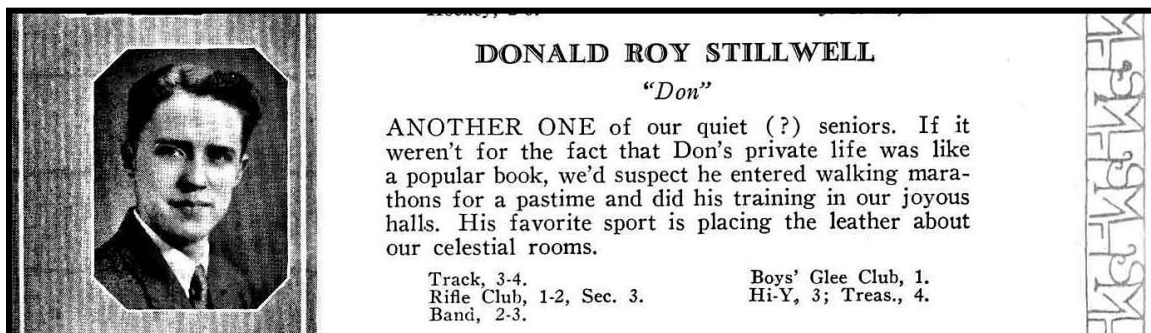 DONALD ROY STILLWELL
"Don"
ANOTHER ONE of our quiet (?) seniors. If it
weren't for the fact that Don's private life was like
a popular book, we'd suspect he entered walking mara-
thons for a pastime and did his training in our joyous
halls. His favorite sport is placing the leather about
our celestial rooms.
Track, 3-4.
Rifle Club, 1-2, Sec. 3.
Band, 2-3.
Boys' Glee Club, 1.
Hi-Y, 3; Treas., 4.